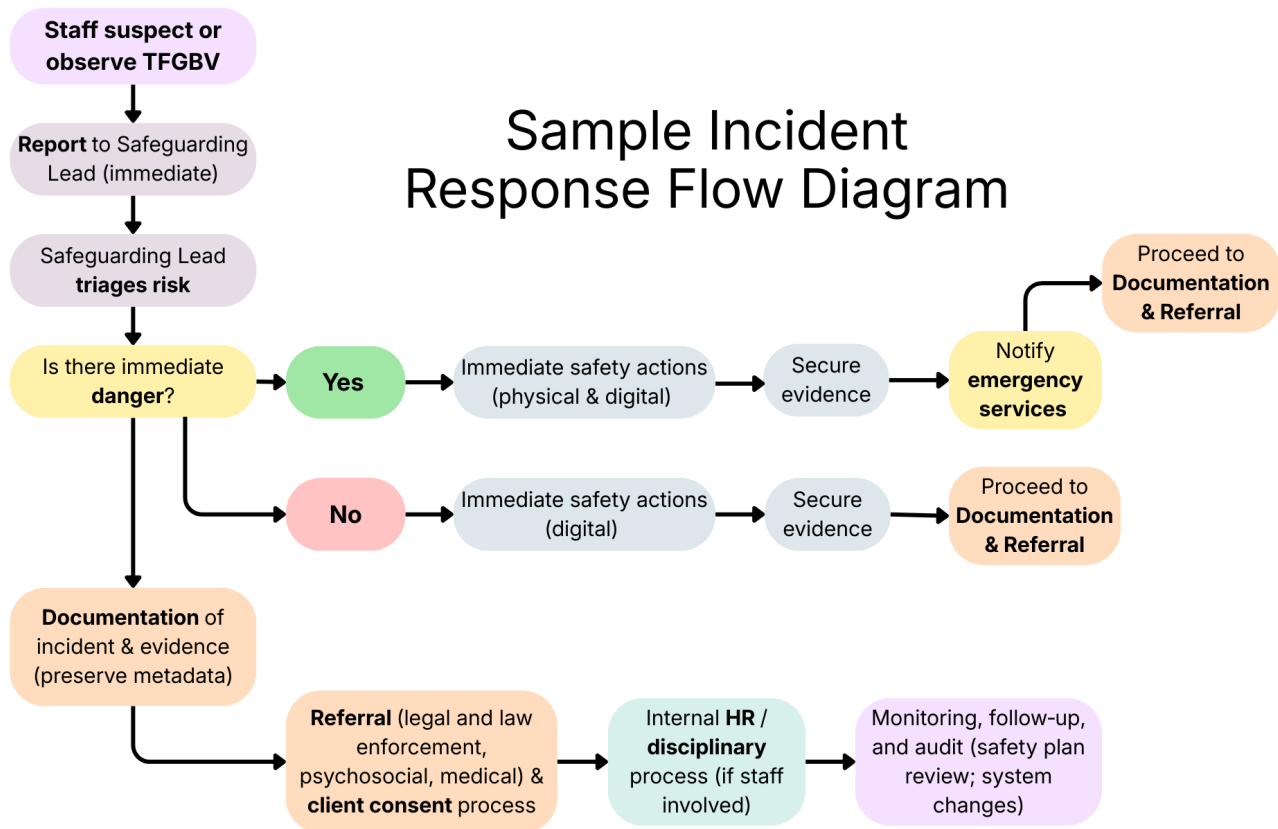 Staff suspect or
observe TFGBV
Report to Safeguarding
Lead (immediate)
Safeguarding Lead
triages risk
Sample Incident
Response Flow Diagram
Is there immediate
danger?
Yes
Immediate safety actions
(physical & digital)
Secure
evidence
Notify
emergency
services
Proceed to
Documentation
& Referral
No
Immediate safety actions
(digital)
Secure
evidence
Proceed to
Documentation
& Referral
Documentation of
incident & evidence
(preserve metadata)
Referral (legal and law
enforcement,
psychosocial, medical) &
client consent process
Internal HR /
disciplinary
process (if staff
involved)
Monitoring, follow-up,
and audit (safety plan
review; system
changes)